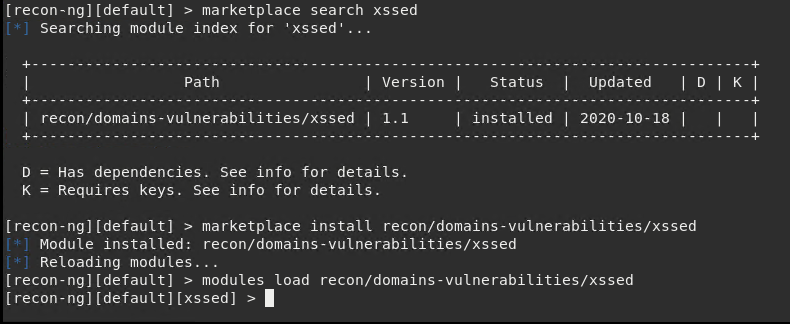 [recon-ng][default] > marketplace search xssed
[*] Searching module index for 'xssed'...
+--------------------------------------------------------------------------------+
| Path | Version | Status | Updated | D | K |
+--------------------------------------------------------------------------------+
| recon/domains-vulnerabilities/xssed | 1.1 | installed | 2020-10-18 | | |
+--------------------------------------------------------------------------------+
D = Has dependencies. See info for details.
K = Requires keys. See info for details.
[recon-ng][default] > marketplace install recon/domains-vulnerabilities/xssed
[*] Module installed: recon/domains-vulnerabilities/xssed
[*] Reloading modules...
[recon-ng][default] > modules load recon/domains-vulnerabilities/xssed
[recon-ng][default][xssed] >